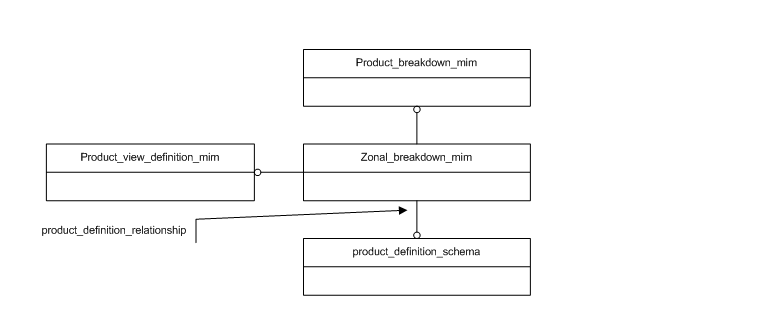 Product_breakdown_mim
Product_view_definition_mim
Zonal_breakdown_mim
product_definition_relationship
product_definition_schema